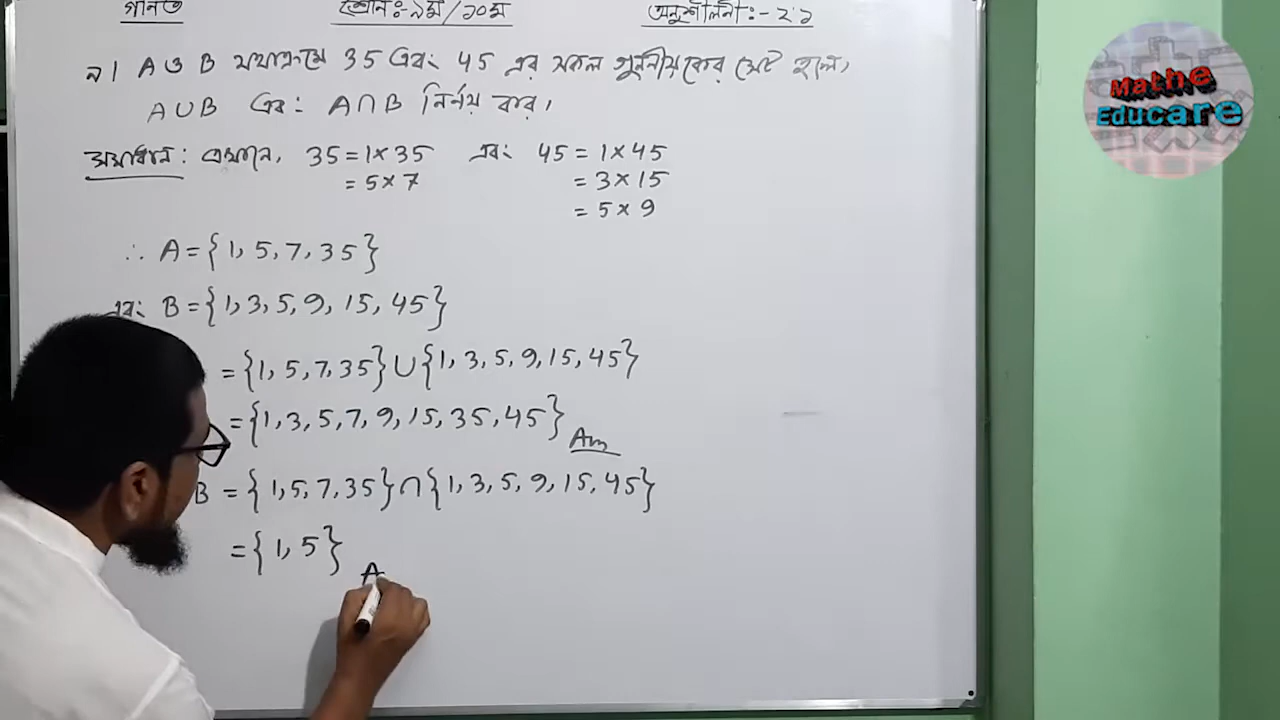 গণিত শ্রেণিঃ-৯ম/১০ম অনুশীলনীঃ-২.১
Mathe
Educare
৯। A ও B যথাক্রমে 35 এবং 45 এর সকল গুননীয়কের সেট হলে,
A∪B এবং A∩B নির্নয় কর।
সমাধান: এখানে, 35 = 1×35 এবং 45 = 1×45
= 5×7 = 3×15
= 5×9
∴ A = {1, 5, 7, 35}
এবং B = {1, 3, 5, 9, 15, 45}
= {1, 5, 7, 35} ∪ {1, 3, 5, 9, 15, 45}
= {1, 3, 5, 7, 9, 15, 35, 45} Ans
B = {1, 5, 7, 35} ∩ {1, 3, 5, 9, 15, 45}
= {1, 5} A